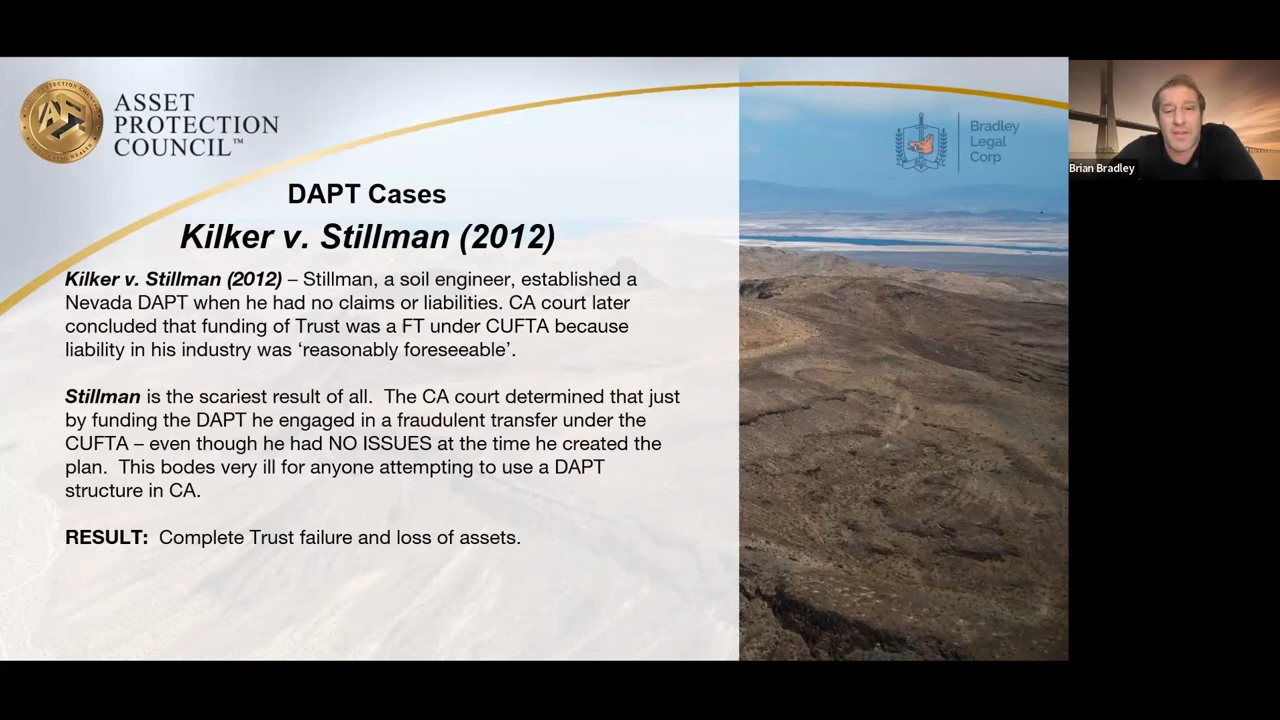 ASSET
PROTECTION
COUNCIL™
Bradley
Legal
Corp
Brian Bradley
DAPT Cases
Kilker v. Stillman (2012)
Kilker v. Stillman (2012) – Stillman, a soil engineer, established a
Nevada DAPT when he had no claims or liabilities. CA court later
concluded that funding of Trust was a FT under CUFTA because
liability in his industry was ‘reasonably foreseeable’.
Stillman is the scariest result of all.  The CA court determined that just
by funding the DAPT he engaged in a fraudulent transfer under the
CUFTA – even though he had NO ISSUES at the time he created the
plan.  This bodes very ill for anyone attempting to use a DAPT
structure in CA.
RESULT:  Complete Trust failure and loss of assets.